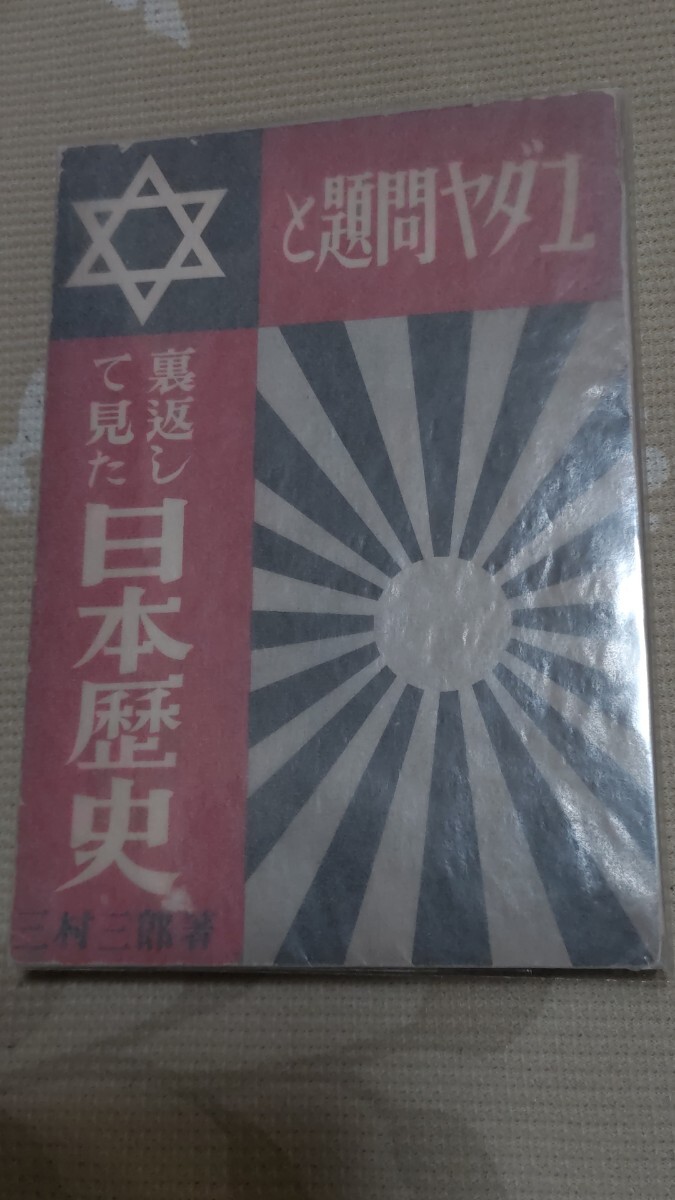 ユダヤ問題と
裏返し
て見た
日本歴史
三村三郎著